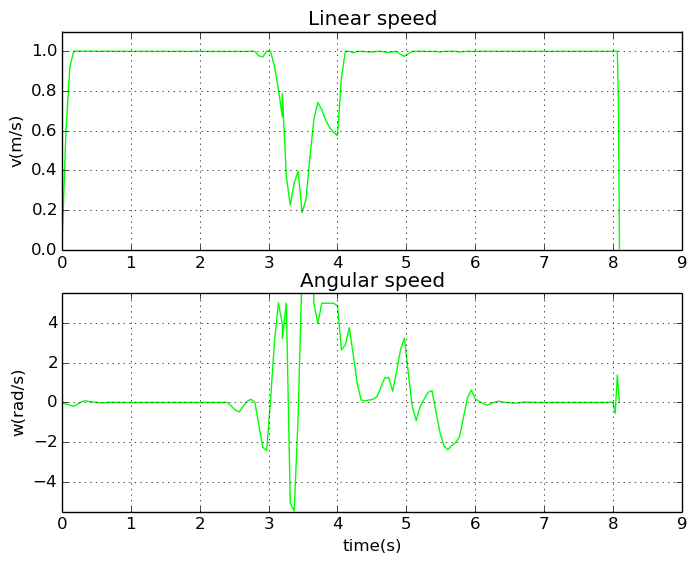 Linear speed
1.0
0.8
0.6
0.4
0.2
0.0
v(m/s)
0 1 2 3 4 5 6 7 8 9
Angular speed
4
2
0
−2
−4
w(rad/s)
0 1 2 3 4 5 6 7 8 9
time(s)